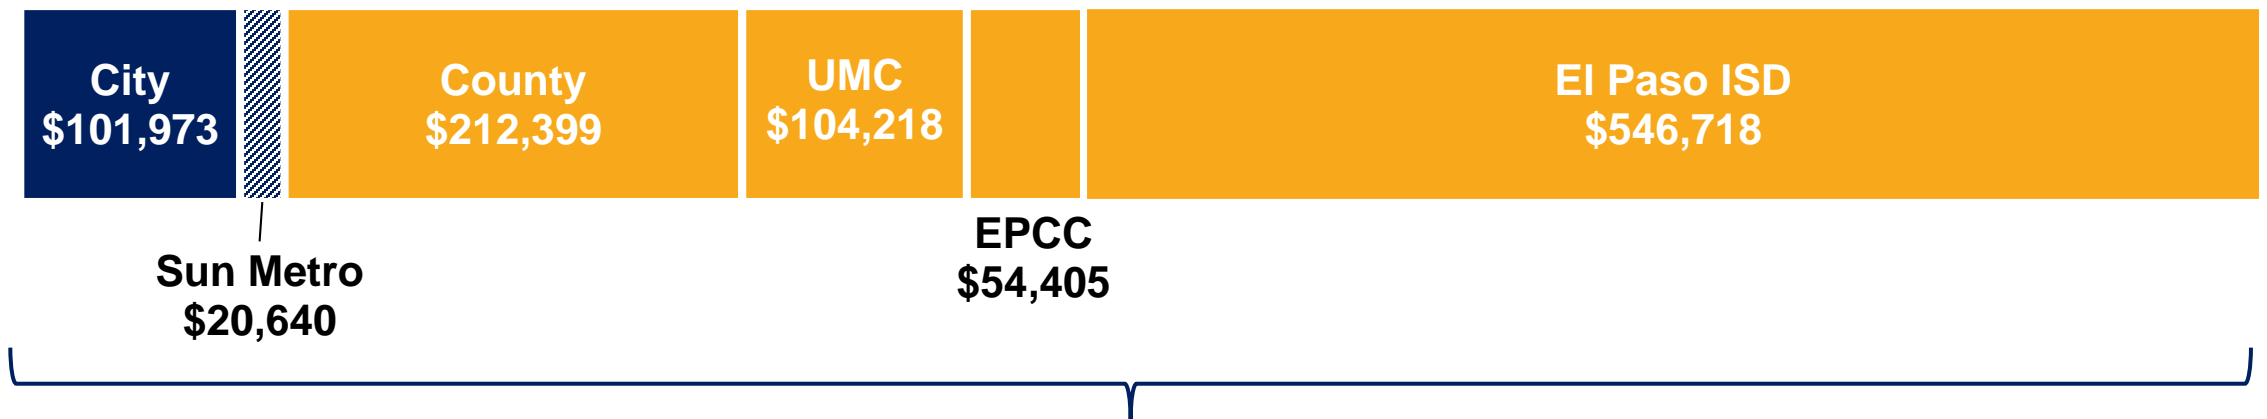 City
$101,973
Sun Metro
$20,640
County
$212,399
UMC
$104,218
EPCC
$54,405
El Paso ISD
$546,718